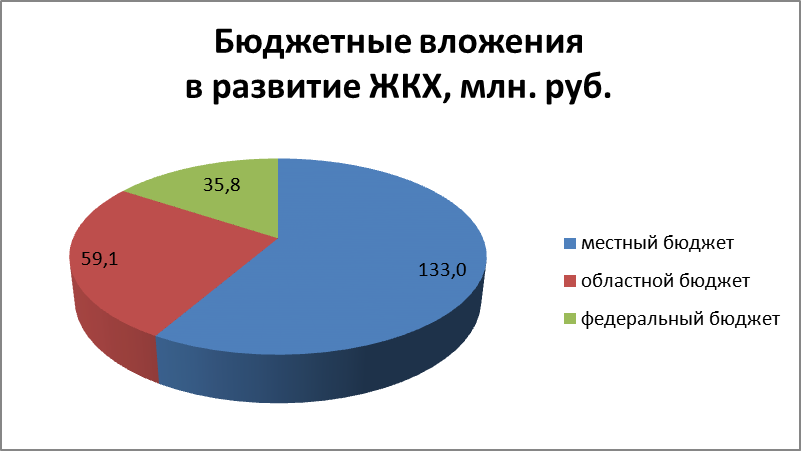 Бюджетные вложения
в развитие ЖКХ, млн. руб.
35,8
59,1
133,0
местный бюджет
областной бюджет
федеральный бюджет